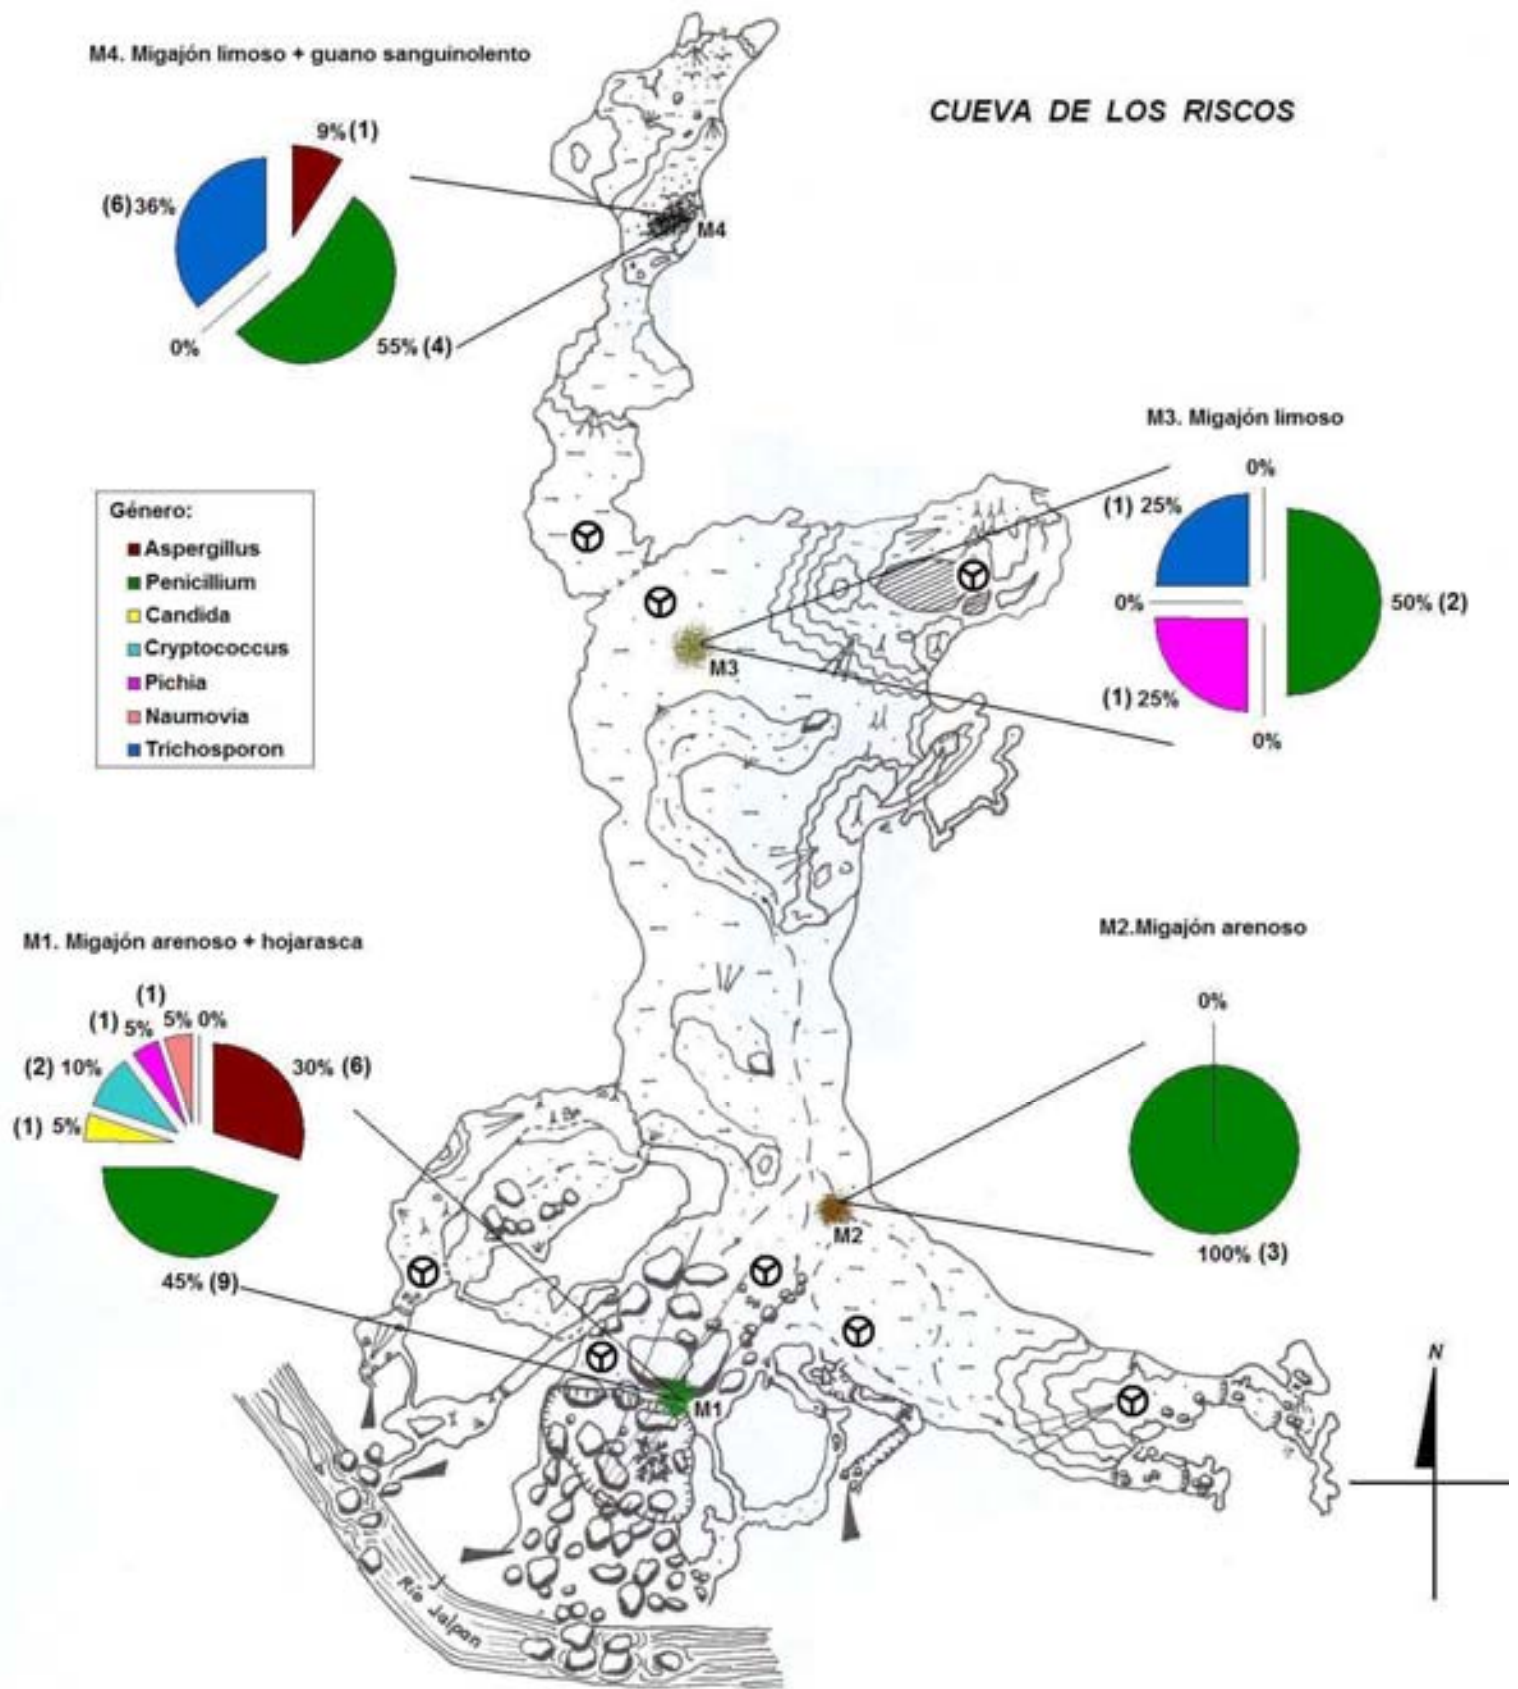 M4. Migajón limoso + guano sanguinolento
CUEVA DE LOS RISCOS
9% (1)
(6) 36%
M4
0%
55% (4)
M3. Migajón limoso
0%
(1) 25%
0%
50% (2)
(1) 25%
0%
Género:
Aspergillus
Penicillium
Candida
Cryptococcus
Pichia
Naumovia
Trichosporon
M3
M1. Migajón arenoso + hojarasca
(1)
(1) 5% 5% 0%
(2) 10%
30% (6)
(1) 5%
45% (9)
M2.Migajón arenoso
0%
100% (3)
M2
M1
N
Río Jalpan